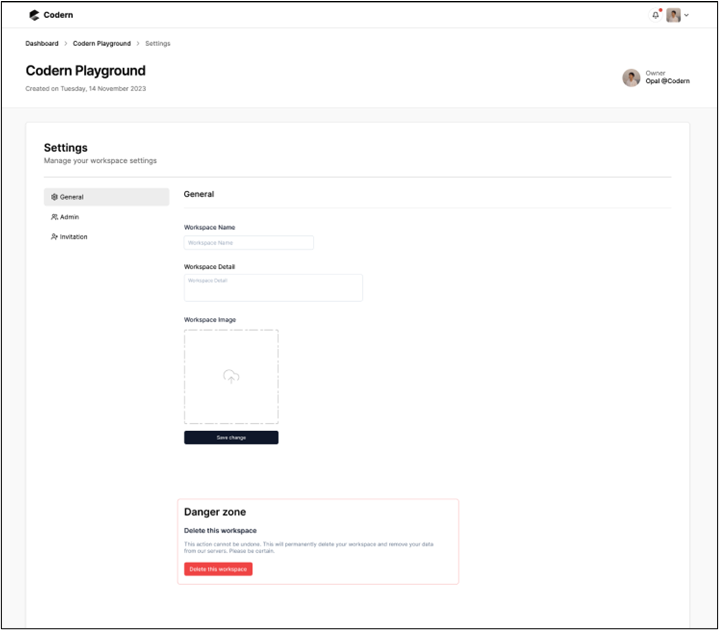 Codern
Dashboard > Codern Playground > Settings
Codern Playground
Created on Tuesday, 14 November 2023
Owner
Opal @Codern
Settings
Manage your workspace settings
General
Admin
Invitation
General
Workspace Name
Workspace Name
Workspace Detail
Workspace Detail
Workspace Image
Save change
Danger zone
Delete this workspace
This action cannot be undone. This will permanently delete your workspace and remove your data
from our servers. Please be certain.
Delete this workspace